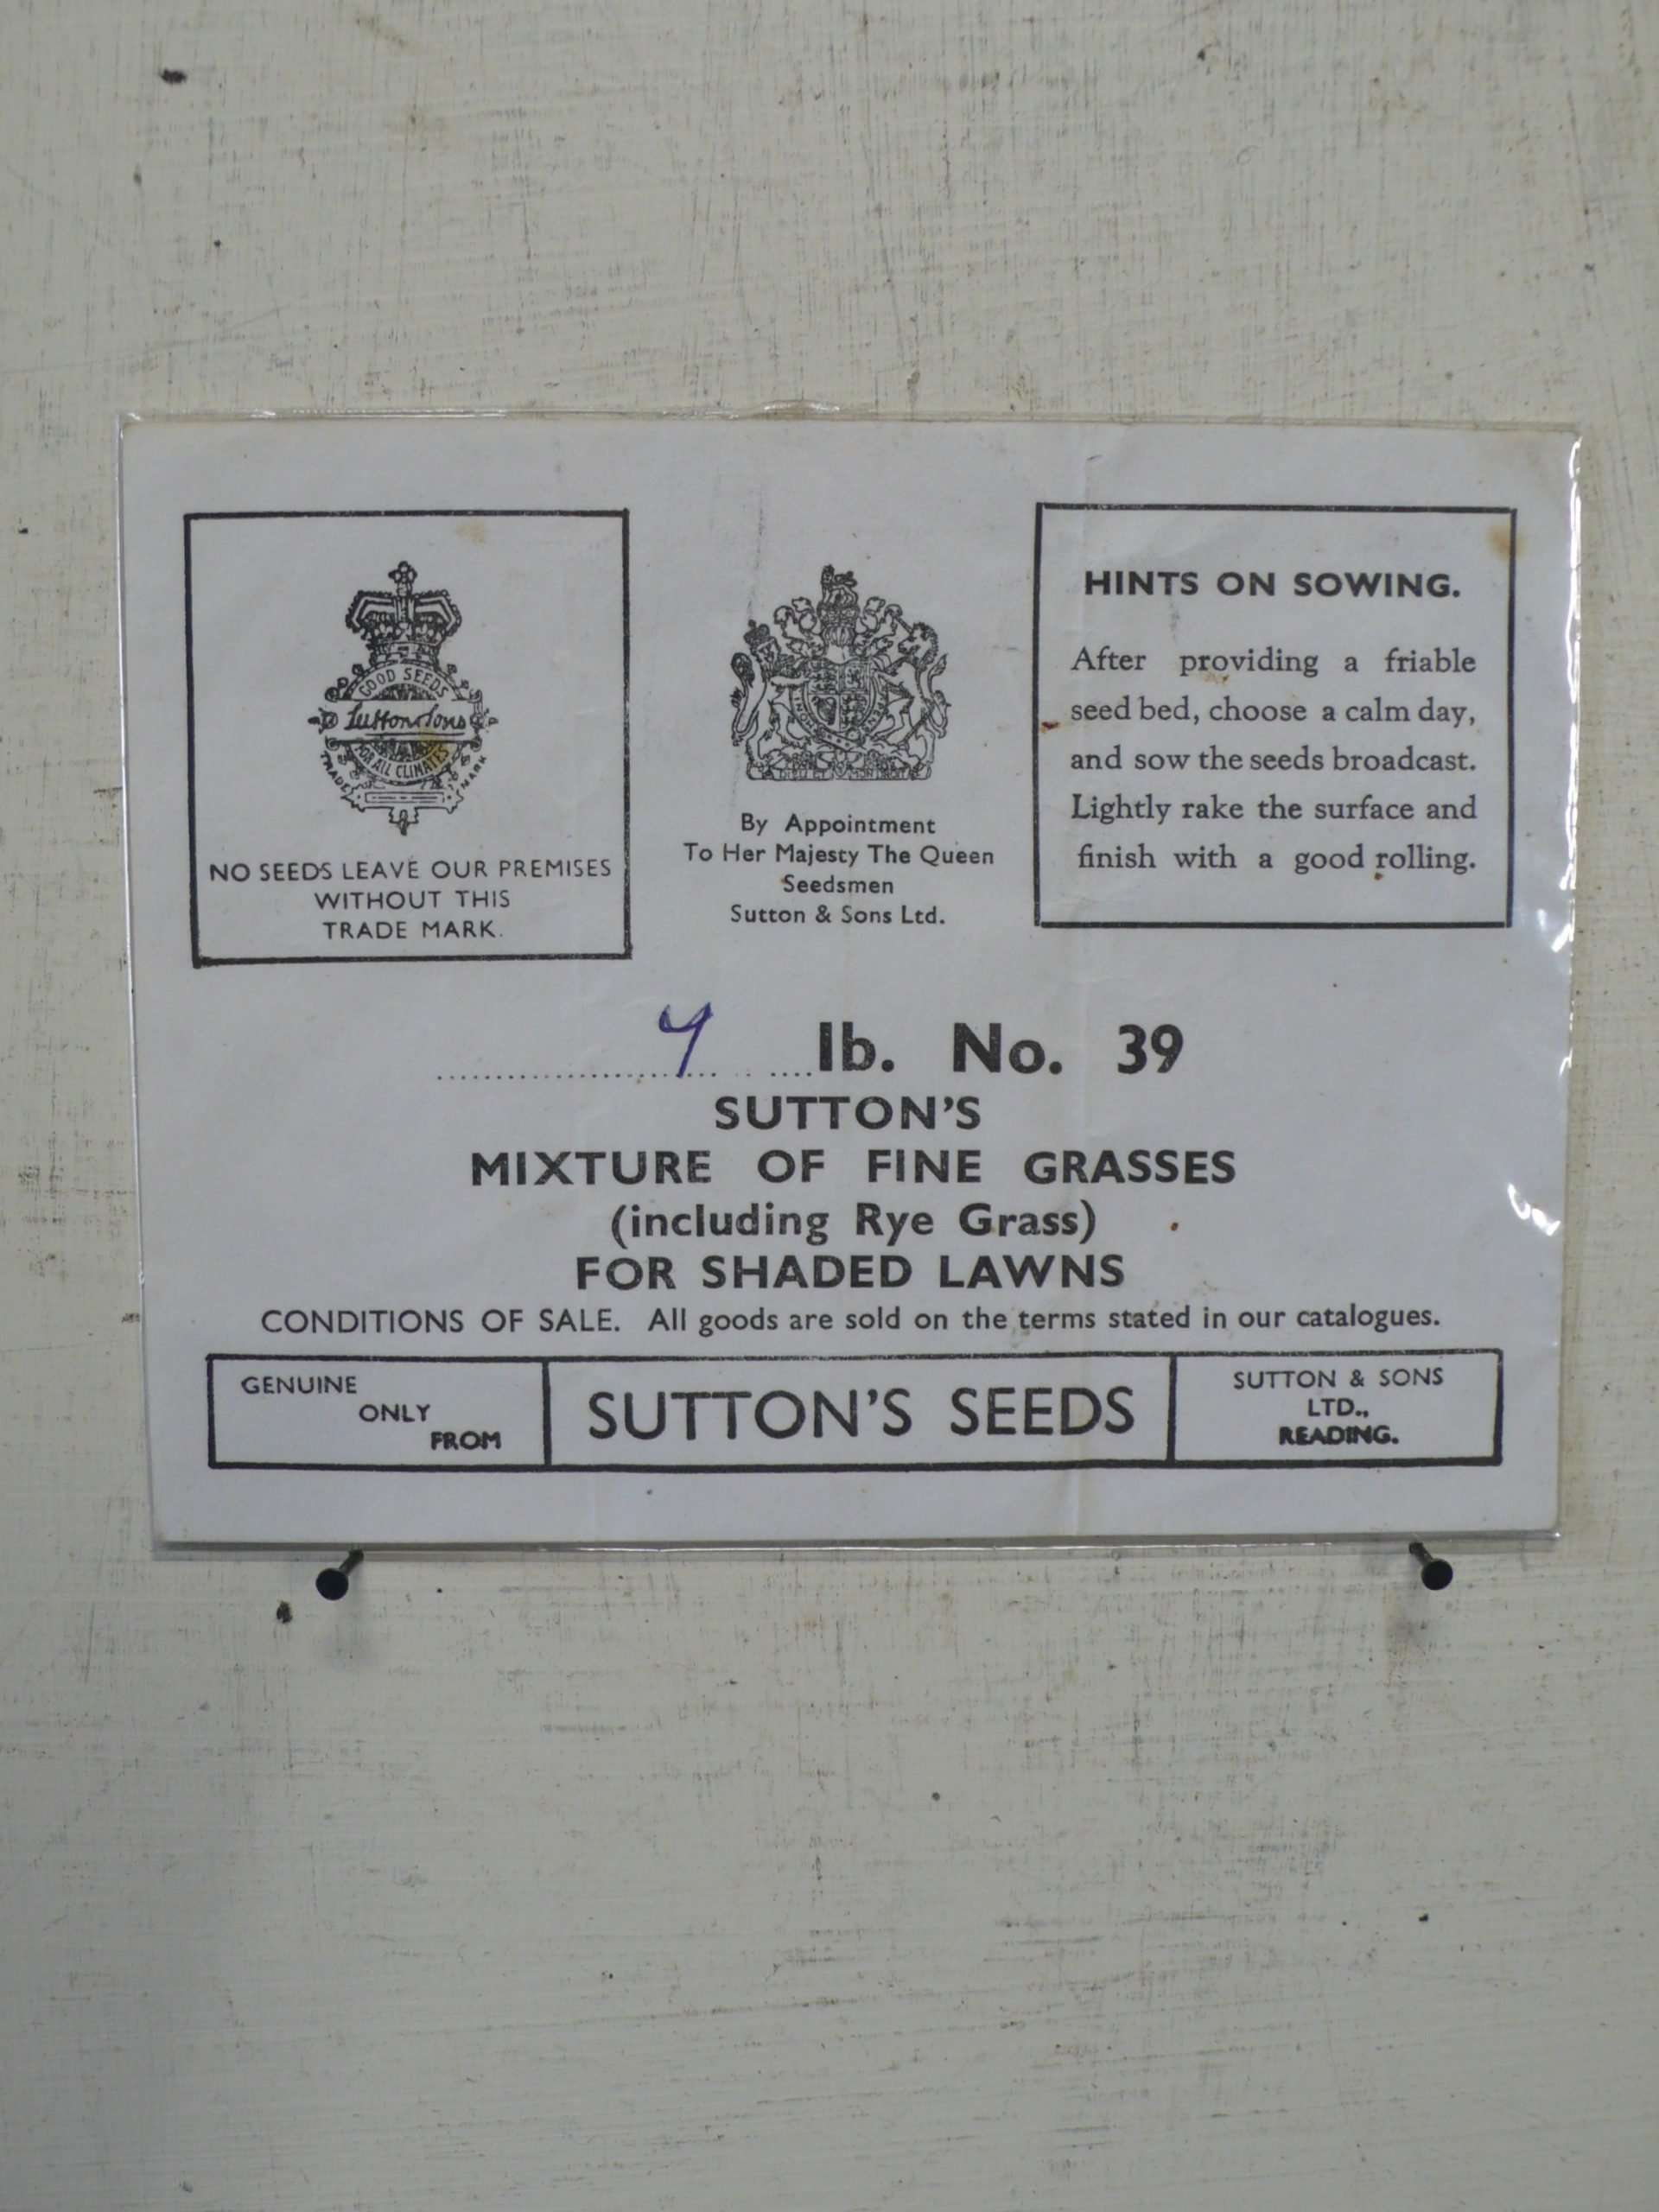 GOOD SEEDS
Sutton & Sons
FOR ALL CLIMATES
TRADE MARK
NO SEEDS LEAVE OUR PREMISES
WITHOUT THIS
TRADE MARK.
By Appointment
To Her Majesty The Queen
Seedsmen
Sutton & Sons Ltd.
HINTS ON SOWING.
After providing a friable
seed bed, choose a calm day,
and sow the seeds broadcast.
Lightly rake the surface and
finish with a good rolling.
lb. No. 39
SUTTON'S
MIXTURE OF FINE GRASSES
(including Rye Grass)
FOR SHADED LAWNS
CONDITIONS OF SALE. All goods are sold on the terms stated in our catalogues.
GENUINE
ONLY
FROM
SUTTON'S SEEDS
SUTTON & SONS
LTD.,
READING.